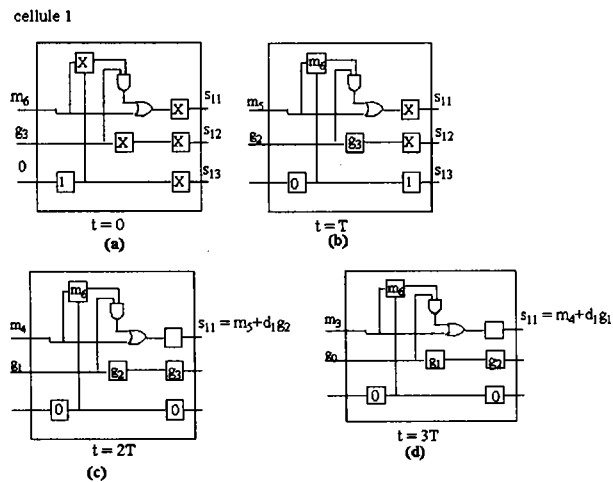 cellule 1
X
m₆
X
s₁₁
g₃
X
X
s₁₂
0
1
X
s₁₃
t = 0
(a)
m₆
m₅
X
s₁₁
g₂
g₃
X
s₁₂
0
1
s₁₃
t = T
(b)
m₆
m₄
s₁₁ = m₅+d₁g₂
g₁
g₂
g₃
0
0
t = 2T
(c)
m₆
m₃
s₁₁ = m₄+d₁g₁
g₀
g₁
g₂
0
0
t = 3T
(d)